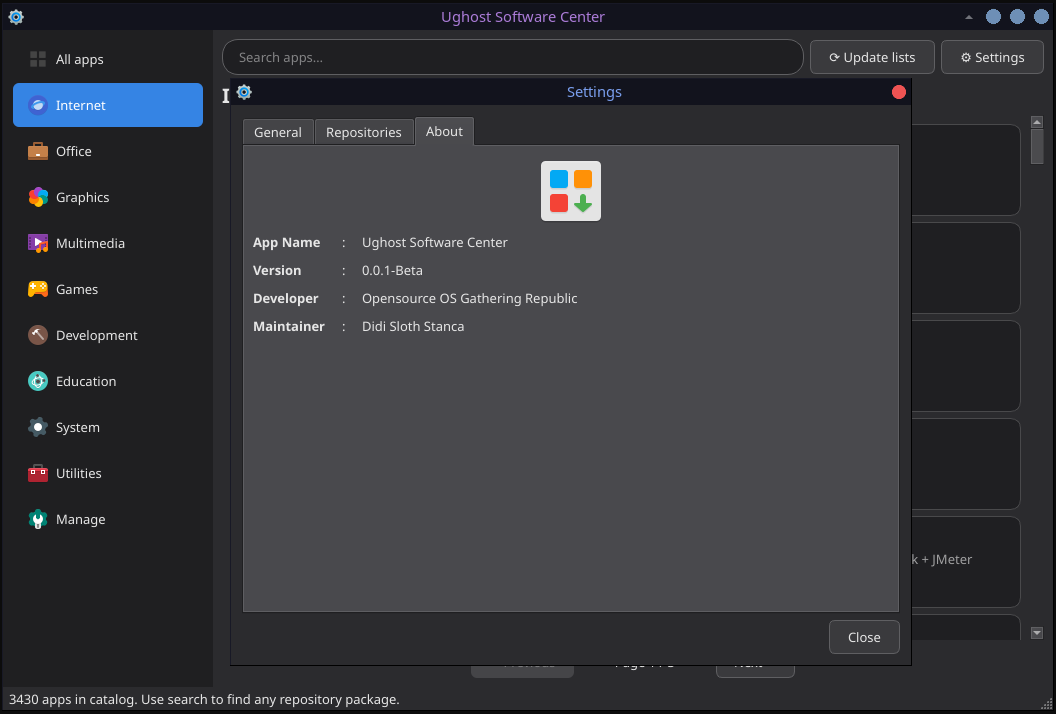 Ughost Software Center
All apps
Internet
Office
Graphics
Multimedia
Games
Development
Education
System
Utilities
Manage
Search apps...
⟳ Update lists
⚙ Settings
Settings
General
Repositories
About
App Name : Ughost Software Center
Version : 0.0.1-Beta
Developer : Opensource OS Gathering Republic
Maintainer : Didi Sloth Stanca
k + JMeter
Close
3430 apps in catalog. Use search to find any repository package.